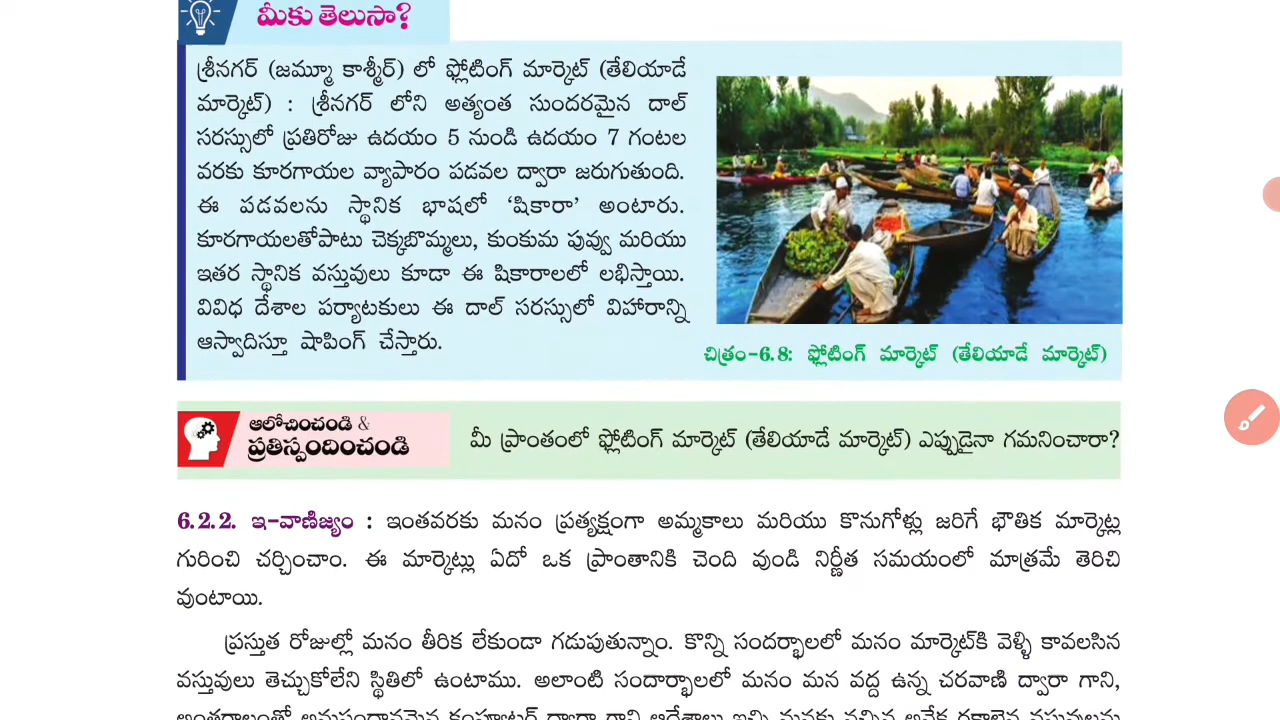 మీకు తెలుసా?
శ్రీనగర్ (జమ్మూ కాశ్మీర్) లో ఫ్లోటింగ్ మార్కెట్ (తేలియాడే
మార్కెట్) : శ్రీనగర్ లోని అత్యంత సుందరమైన దాల్
సరస్సులో ప్రతిరోజు ఉదయం 5 నుండి ఉదయం 7 గంటల
వరకు కూరగాయల వ్యాపారం పడవల ద్వారా జరుగుతుంది.
ఈ పడవలను స్థానిక భాషలో ‘షికారా’ అంటారు.
కూరగాయలతోపాటు చెక్కబొమ్మలు, కుంకుమ పువ్వు మరియు
ఇతర స్థానిక వస్తువులు కూడా ఈ షికారాలలో లభిస్తాయి.
వివిధ దేశాల పర్యాటకులు ఈ దాల్ సరస్సులో విహారాన్ని
ఆస్వాదిస్తూ షాపింగ్ చేస్తారు.
చిత్రం-6.8: ఫ్లోటింగ్ మార్కెట్ (తేలియాడే మార్కెట్)
ఆలోచించండి &
ప్రతిస్పందించండి
మీ ప్రాంతంలో ఫ్లోటింగ్ మార్కెట్ (తేలియాడే మార్కెట్) ఎప్పుడైనా గమనించారా?
6.2.2. ఇ-వాణిజ్యం : ఇంతవరకు మనం ప్రత్యక్షంగా అమ్మకాలు మరియు కొనుగోళ్లు జరిగే భౌతిక మార్కెట్ల
గురించి చర్చించాం. ఈ మార్కెట్లు ఏదో ఒక ప్రాంతానికి చెంది వుండి నిర్ణీత సమయంలో మాత్రమే తెరిచి
వుంటాయి.
ప్రస్తుత రోజుల్లో మనం తీరిక లేకుండా గడుపుతున్నాం. కొన్ని సందర్భాలలో మనం మార్కెట్‌కి వెళ్ళి కావలసిన
వస్తువులు తెచ్చుకోలేని స్థితిలో ఉంటాము. అలాంటి సందార్భాలలో మనం మన వద్ద ఉన్న చరవాణి ద్వారా గాని,